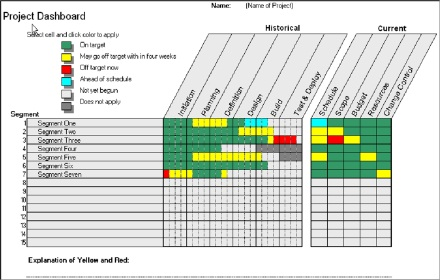 Name: (Name of Project)
Project Dashboard
Select cell and click color to apply
Historical
Current
On target
May go off target with in four weeks
Off target now
Ahead of schedule
Not yet begun
Does not apply
Initiation
Planning
Definition
Design
Build
Test & Deploy
Schedule
Scope
Budget
Resources
Change Control
Segment
1 Segment One
2 Segment Two
3 Segment Three
4 Segment Four
5 Segment Five
6 Segment Six
7 Segment Seven
8
9
10
11
12
13
14
15
Explanation of Yellow and Red: